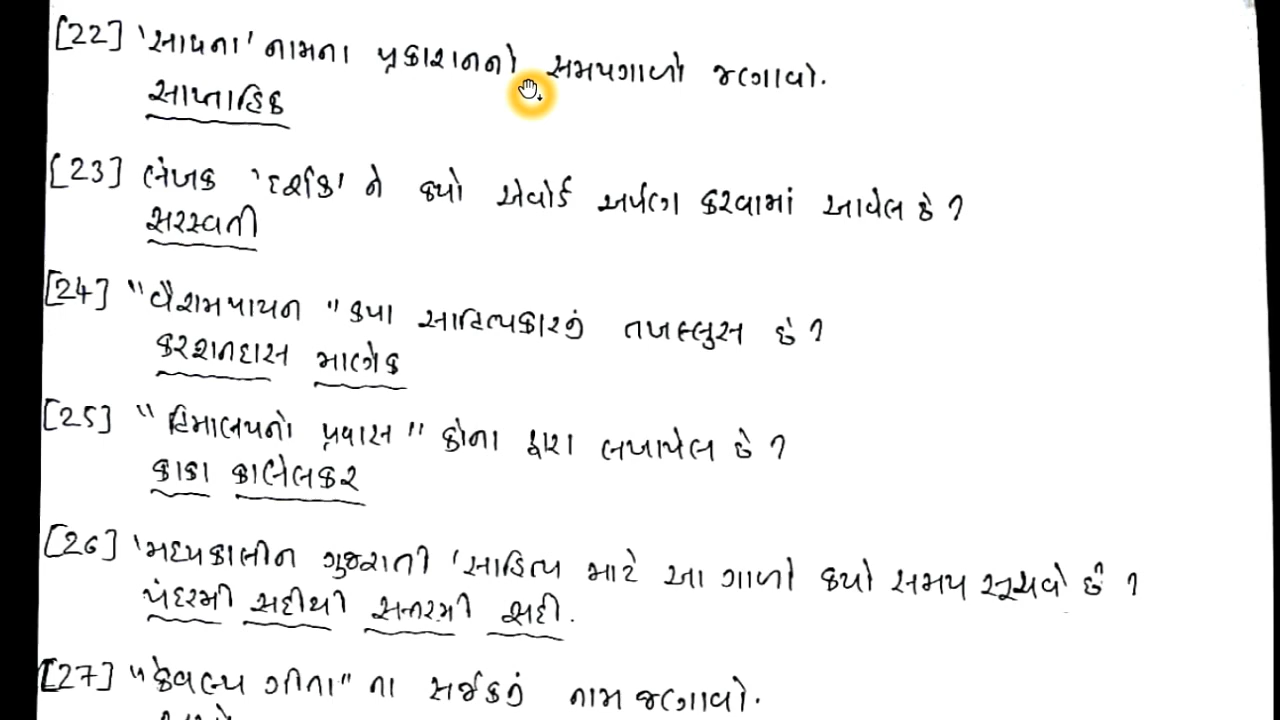 [22] 'સાધના' નામના પ્રકાશનનો સમયગાળો જણાવો.
સાપ્તાહિક
[23] લેખક 'દર્શક' ને ક્યો એવોર્ડ અર્પણ કરવામાં આવેલ છે ?
સરસ્વતી
[24] "વૈશમપાયન" કયા સાહિત્યકારનું તખલ્લુસ છે ?
કરશનદાસ માણેક
[25] "હિમાલયનો પ્રવાસ" કોના દ્વારા લખાયેલ છે ?
કાકા કાલેલકર
[26] 'મધ્યકાલીન ગુજરાતી 'સાહિત્ય માટે આ ગાળો ક્યો સમય સૂચવે છે ?
પંદરમી સદીથી સત્તરમી સદી.
[27] "કેવલ્ય ગીતા" ના સર્જકનું નામ જણાવો.